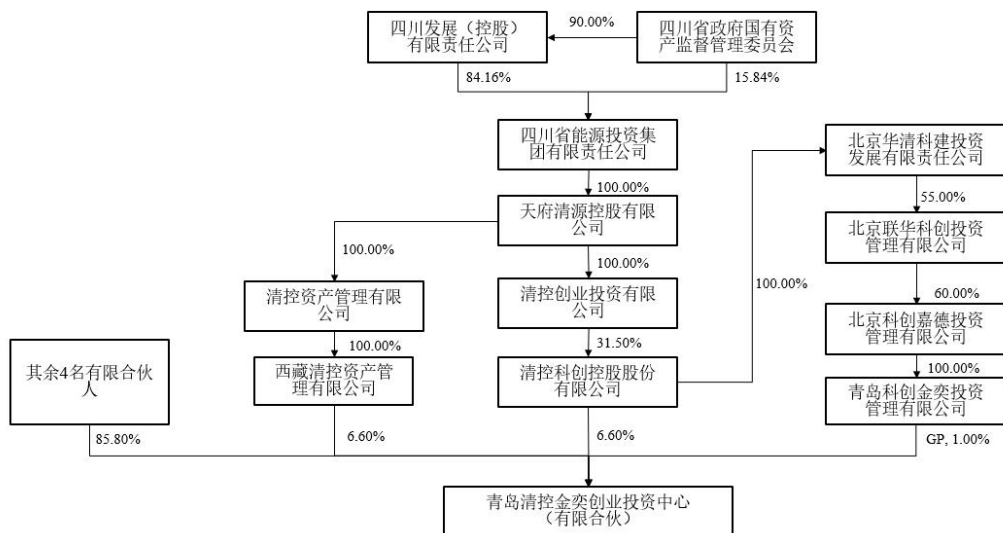 四川发展（控股）
有限责任公司
90.00%
四川省政府国有资
产监督管理委员会
84.16%
15.84%
四川省能源投资集
团有限责任公司
北京华清科建投资
发展有限责任公司
100.00%
55.00%
天府清源控股有限
公司
北京联华科创投资
管理有限公司
100.00%
100.00%
100.00%
清控资产管理有限
公司
清控创业投资有限
公司
60.00%
北京科创嘉德投资
管理有限公司
100.00%
31.50%
其余4名有限合伙
人
西藏清控资产管
理有限公司
清控科创控股股份
有限公司
100.00%
青岛科创金奕投资
管理有限公司
85.80%
6.60%
6.60%
GP, 1.00%
青岛清控金奕创业投资中心
（有限合伙）